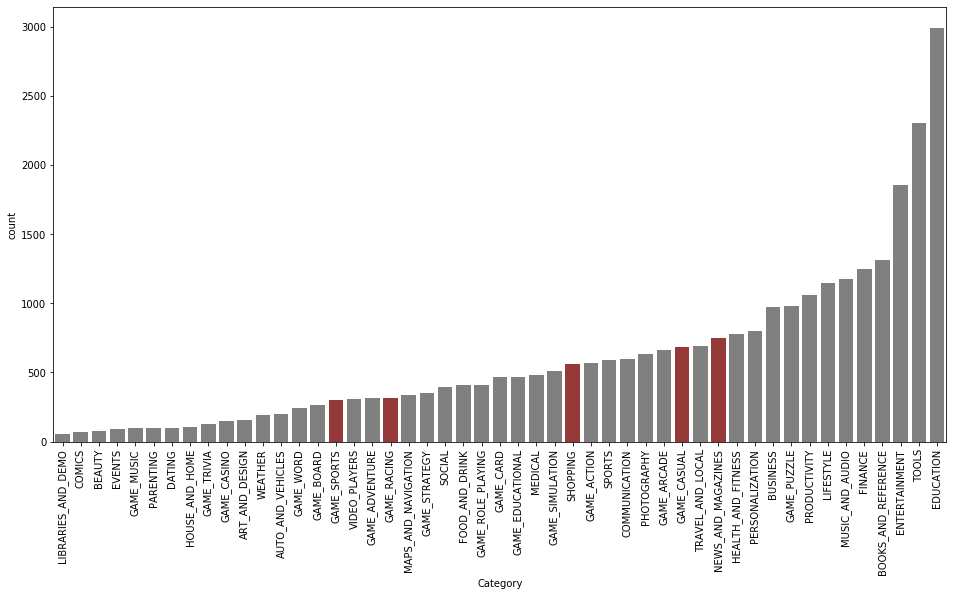 3000
2500
2000
1500
1000
500
0
count
LIBRARIES_AND_DEMO
COMICS
BEAUTY
EVENTS
GAME_MUSIC
PARENTING
DATING
HOUSE_AND_HOME
GAME_TRIVIA
GAME_CASINO
ART_AND_DESIGN
WEATHER
AUTO_AND_VEHICLES
GAME_WORD
GAME_BOARD
GAME_SPORTS
VIDEO_PLAYERS
GAME_ADVENTURE
GAME_RACING
MAPS_AND_NAVIGATION
GAME_STRATEGY
SOCIAL
FOOD_AND_DRINK
GAME_ROLE_PLAYING
GAME_CARD
GAME_EDUCATIONAL
MEDICAL
GAME_SIMULATION
SHOPPING
GAME_ACTION
SPORTS
COMMUNICATION
PHOTOGRAPHY
GAME_ARCADE
GAME_CASUAL
TRAVEL_AND_LOCAL
NEWS_AND_MAGAZINES
HEALTH_AND_FITNESS
PERSONALIZATION
BUSINESS
GAME_PUZZLE
PRODUCTIVITY
LIFESTYLE
MUSIC_AND_AUDIO
FINANCE
BOOKS_AND_REFERENCE
ENTERTAINMENT
TOOLS
EDUCATION
Category